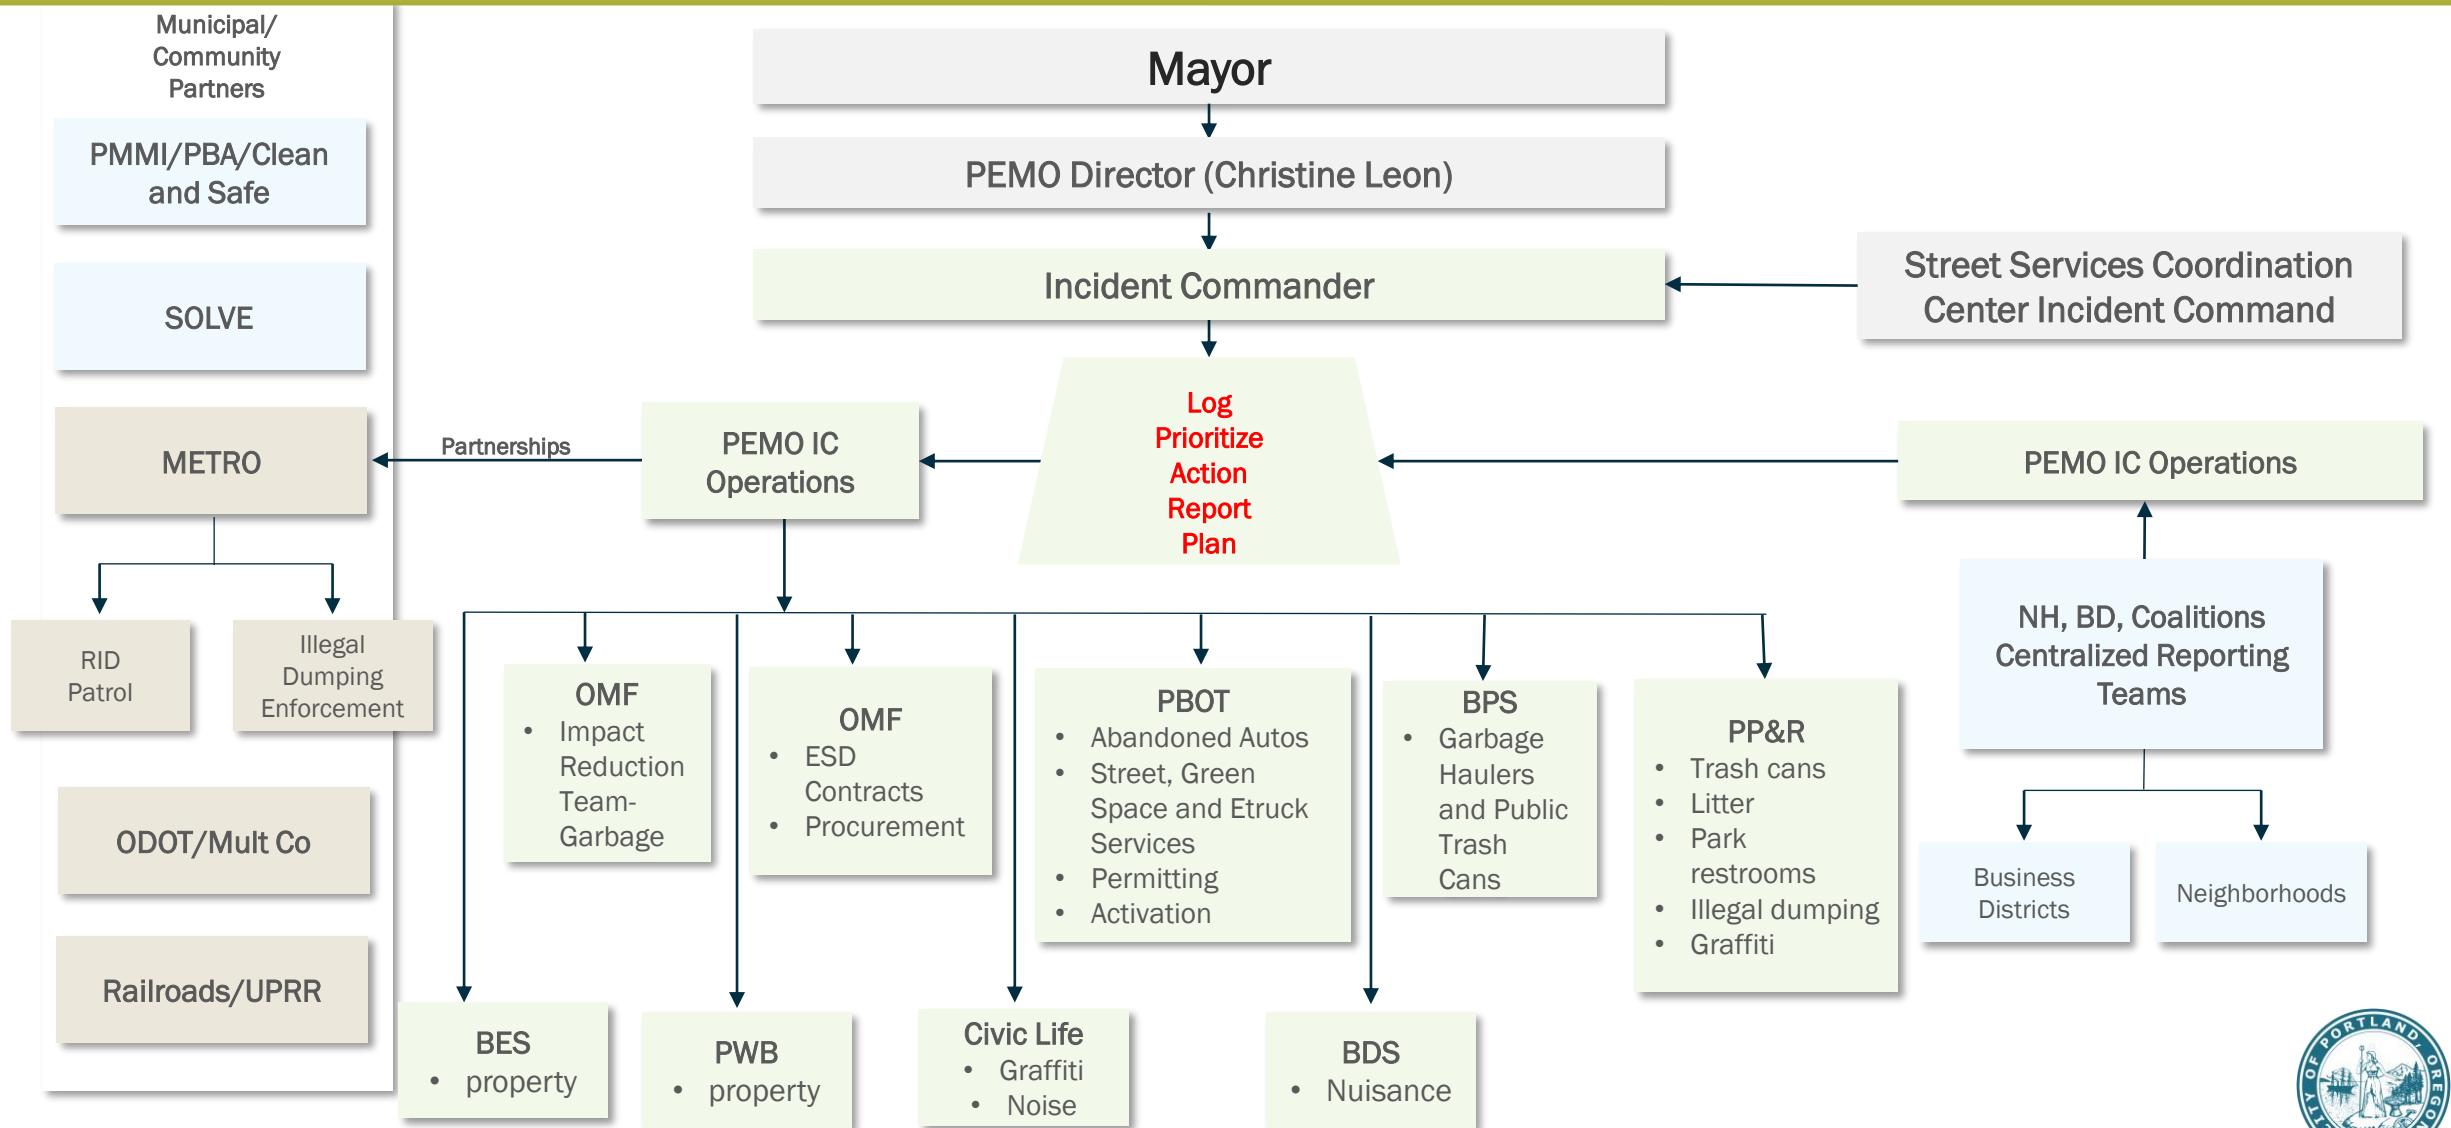 Municipal/
Community
Partners
PMMI/PBA/Clean
and Safe
SOLVE
METRO
RID
Patrol
Illegal
Dumping
Enforcement
ODOT/Mult Co
Railroads/UPRR
Mayor
PEMO Director (Christine Leon)
Incident Commander
Street Services Coordination
Center Incident Command
Log
Prioritize
Action
Report
Plan
Partnerships
PEMO IC
Operations
PEMO IC Operations
NH, BD, Coalitions
Centralized Reporting
Teams
Business
Districts
Neighborhoods
OMF
• Impact
Reduction
Team-
Garbage
OMF
• ESD
Contracts
• Procurement
PBOT
• Abandoned Autos
• Street, Green
Space and Etruck
Services
• Permitting
• Activation
BPS
• Garbage
Haulers
and Public
Trash
Cans
PP&R
• Trash cans
• Litter
• Park
restrooms
• Illegal dumping
• Graffiti
BES
• property
PWB
• property
Civic Life
• Graffiti
• Noise
BDS
• Nuisance
CITY OF PORTLAND, OREGON